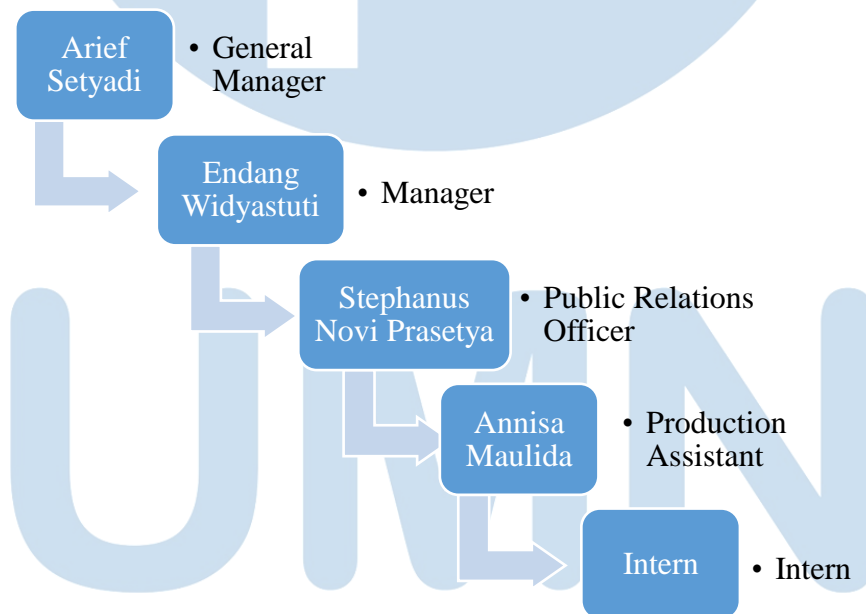 Arief
Setyadi
• General
Manager
Endang
Widyastuti
• Manager
Stephanus
Novi Prasetya
• Public Relations
Officer
Annisa
Maulida
• Production
Assistant
Intern
• Intern
UMN